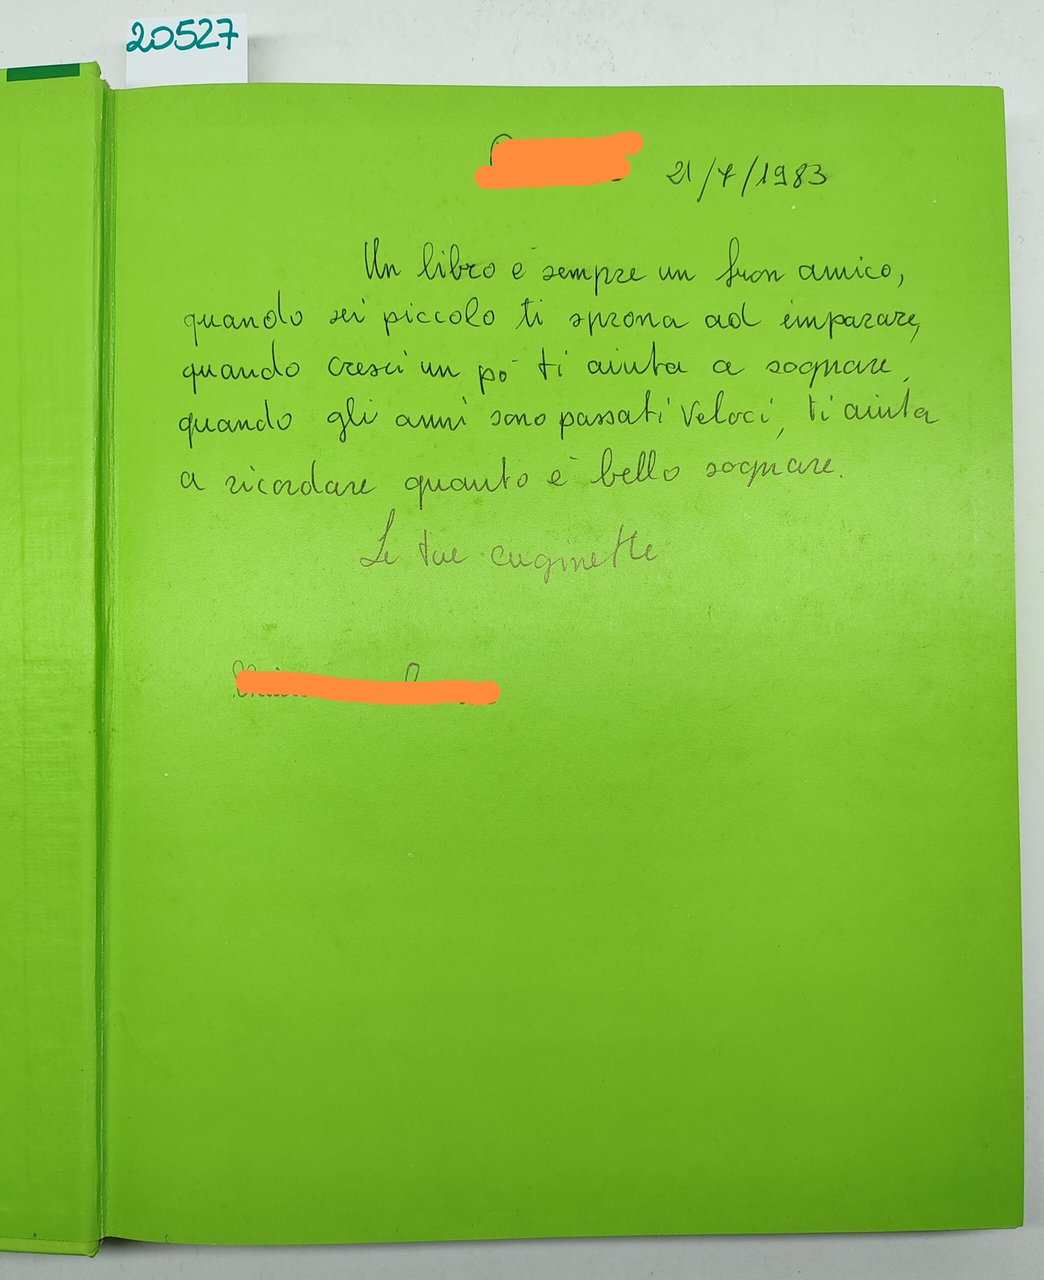 20527
21/7/1983
Un libro è sempre un buon amico,
quando sei piccolo ti sprona ad imparare,
quando cresci un pò ti aiuta a sognare,
quando gli anni sono passati veloci, ti aiuta
a ricordare quanto è bello sognare.
Le tue cuginette